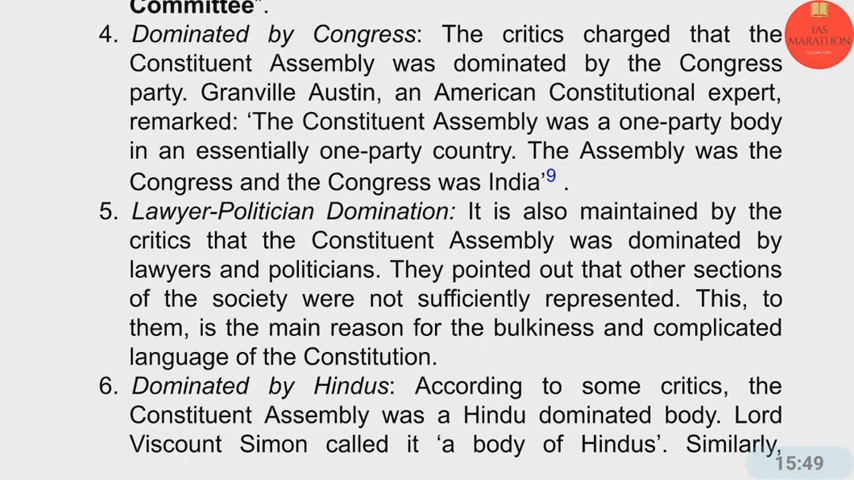 Committee".
4. Dominated by Congress: The critics charged that the
Constituent Assembly was dominated by the Congress
party. Granville Austin, an American Constitutional expert,
remarked: ‘The Constituent Assembly was a one-party body
in an essentially one-party country. The Assembly was the
Congress and the Congress was India’9 .
5. Lawyer-Politician Domination: It is also maintained by the
critics that the Constituent Assembly was dominated by
lawyers and politicians. They pointed out that other sections
of the society were not sufficiently represented. This, to
them, is the main reason for the bulkiness and complicated
language of the Constitution.
6. Dominated by Hindus: According to some critics, the
Constituent Assembly was a Hindu dominated body. Lord
Viscount Simon called it ‘a body of Hindus’. Similarly,
IAS
MARATHON
15:49